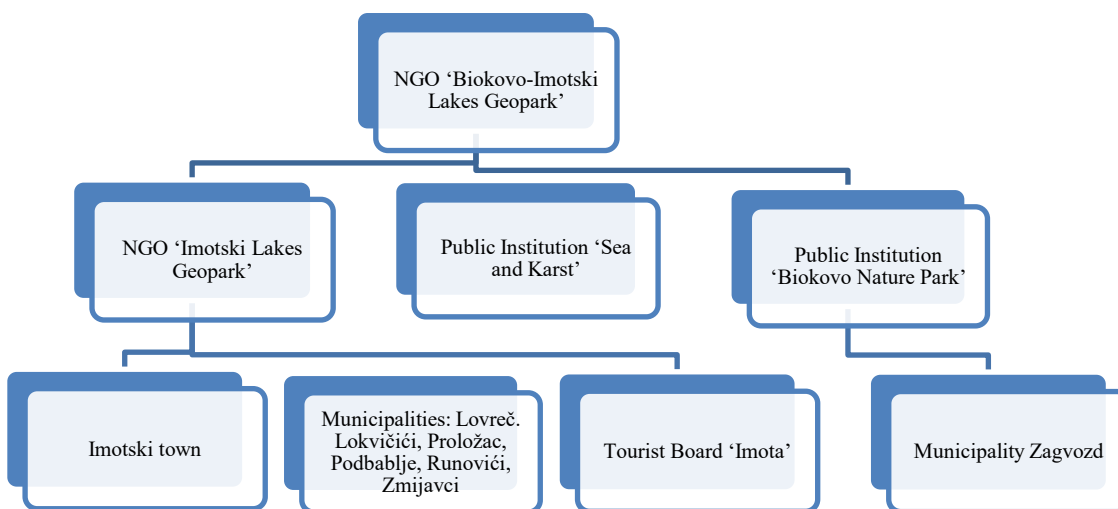 NGO ‘Biokovo-Imotski
Lakes Geopark’
NGO ‘Imotski Lakes
Geopark’
Public Institution ‘Sea
and Karst’
Public Institution
‘Biokovo Nature Park’
Imotski town
Municipalities: Lovreč.
Lokvičići, Proložac,
Podbablje, Runovići,
Zmijavci
Tourist Board ‘Imota’
Municipality Zagvozd